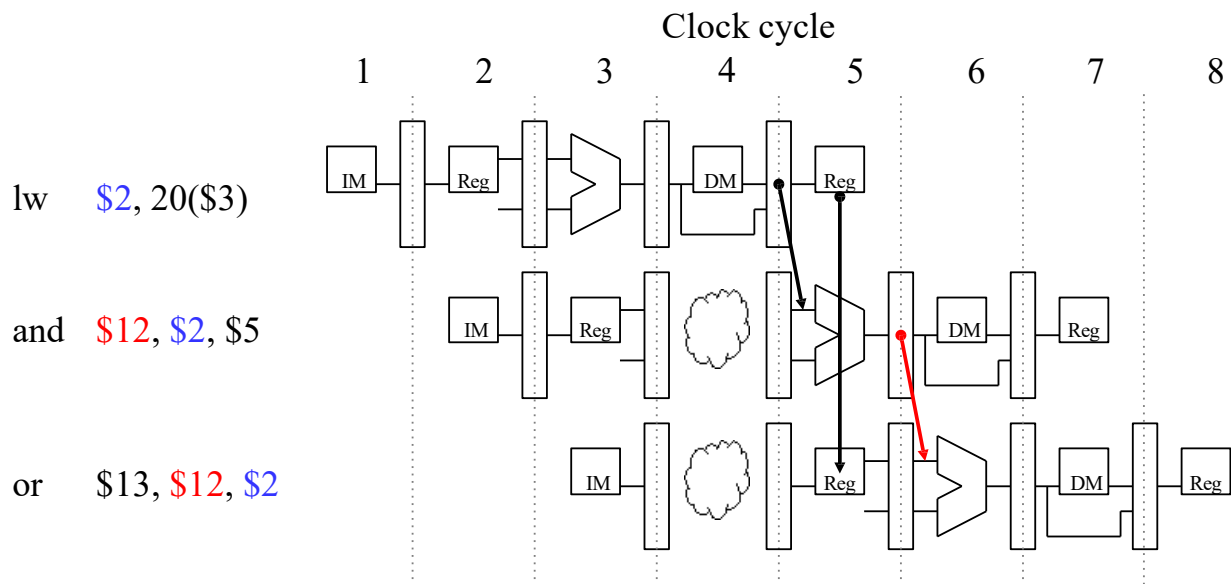 Clock cycle
1 2 3 4 5 6 7 8
IM Reg DM Reg
lw $2, 20($3)
IM Reg DM Reg
and $12, $2, $5
IM Reg DM Reg
or $13, $12, $2